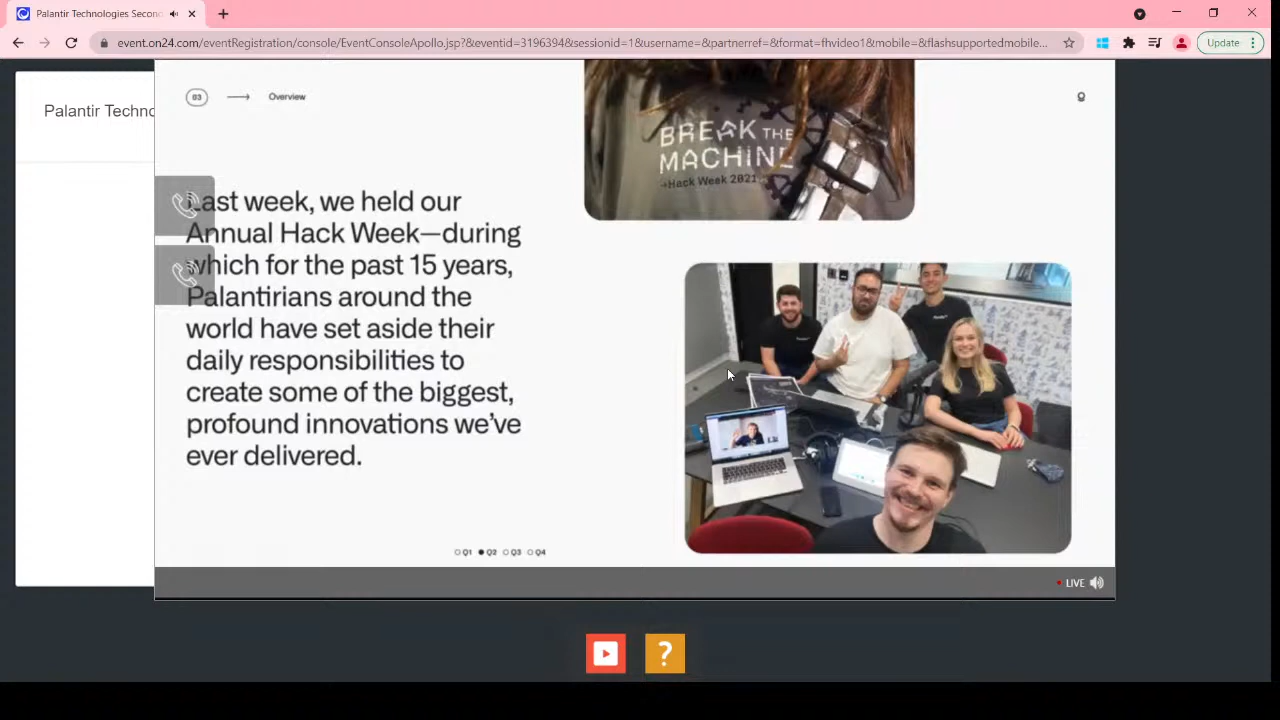 Palantir Technologies Secon
event.on24.com/eventRegistration/console/EventConsoleApollo.jsp?&eventid=3196394&sessionid=1&username=&partnerref=&format=fhvideo1&mobile=&flashsupportedmobile...
Update
Palantir Techno
03
Overview
BREAK THE
MACHINE
Hack Week 2021
Last week, we held our
Annual Hack Week—during
which for the past 15 years,
Palantirians around the
world have set aside their
daily responsibilities to
create some of the biggest,
profound innovations we've
ever delivered.
Q1 Q2 Q3 Q4
LIVE
?